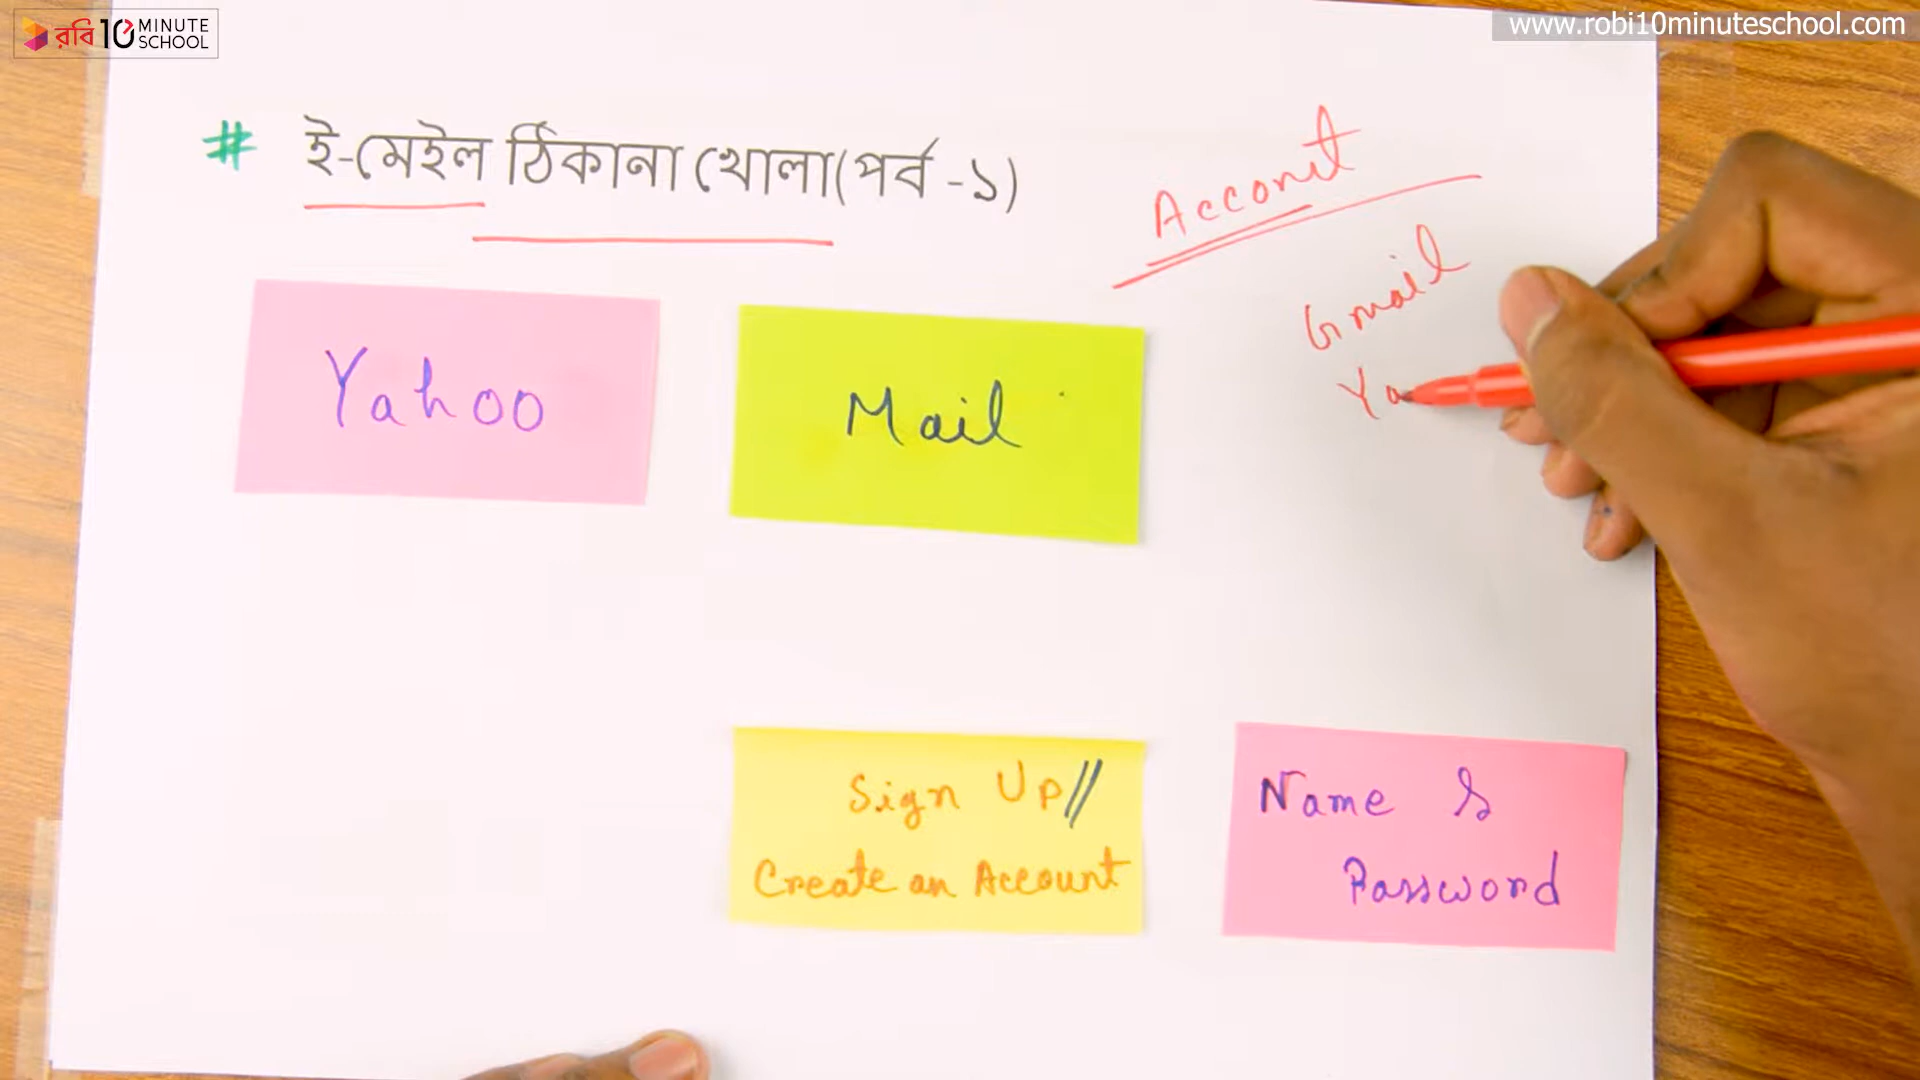 রবি 10 MINUTE SCHOOL
www.robi10minuteschool.com
# ই-মেইল ঠিকানা খোলা(পর্ব -১)
Accont
Gmail
Ya
Yahoo
Mail
Sign Up//
Create an Account
Name &
Password